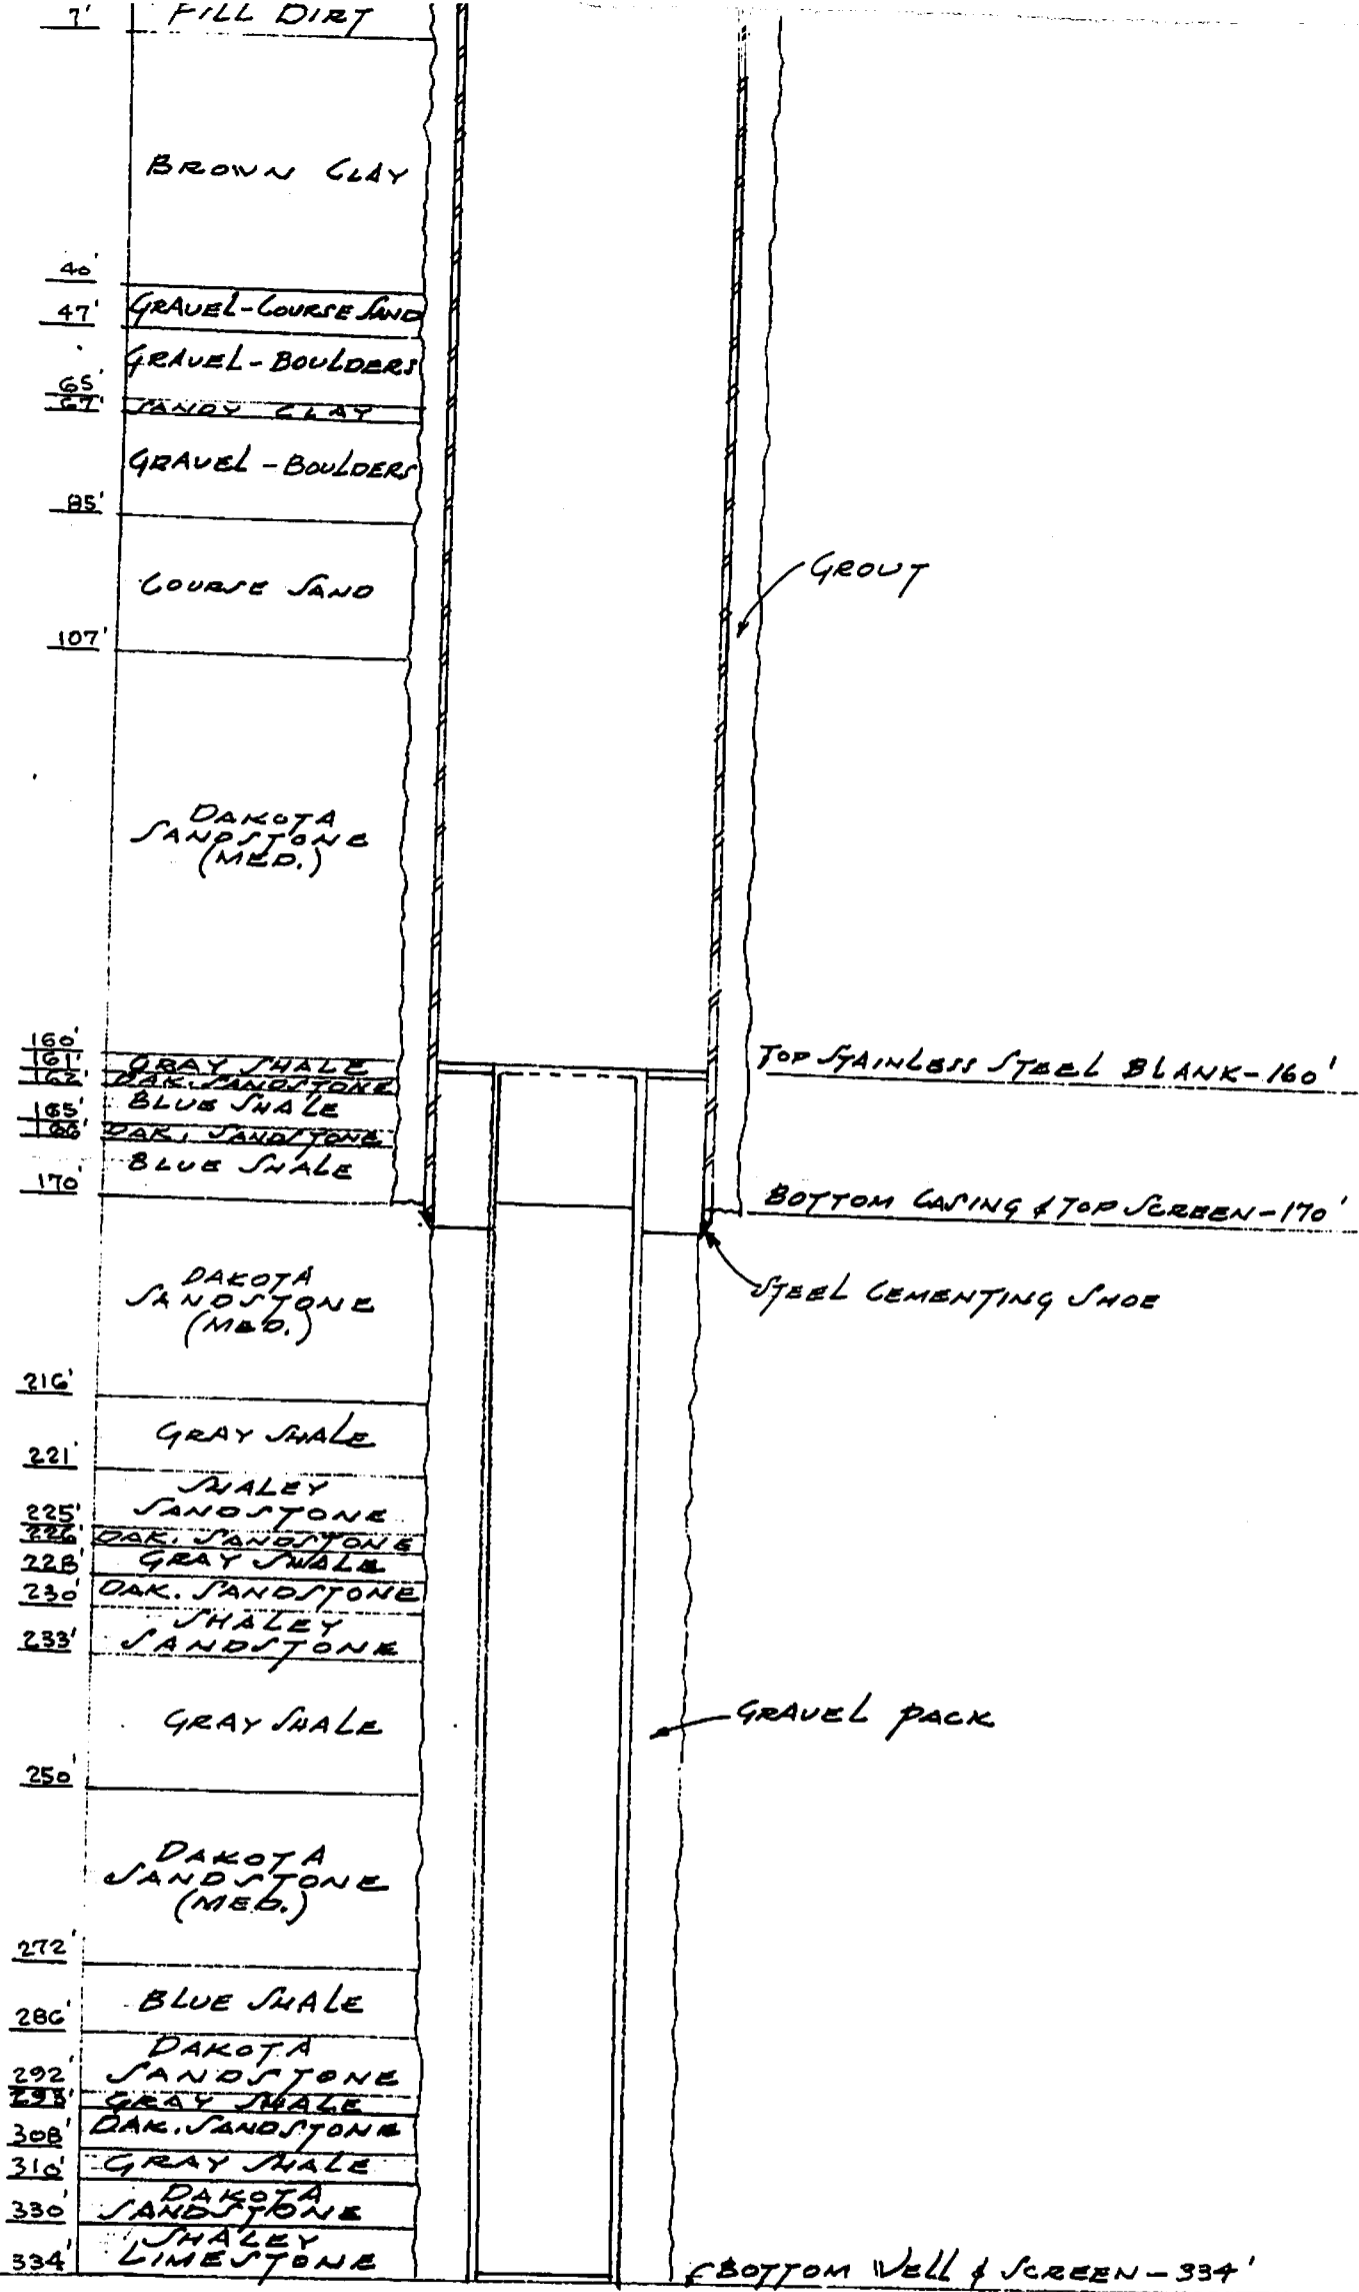 7' FILL DIRT
BROWN CLAY
40'
47' GRAVEL-COURSE SAND
GRAVEL-BOULDERS
65'
67' SANDY CLAY
GRAVEL-BOULDERS
85'
COURSE SAND
GROUT
107'
DAKOTA
SANDSTONE
(MED.)
160'
161' GRAY SHALE
TOP STAINLESS STEEL BLANK-160'
162' DAK. SANDSTONE
165' BLUE SHALE
166' DAK. SANDSTONE
170' BLUE SHALE
BOTTOM CASING & TOP SCREEN-170'
DAKOTA
SANDSTONE
(MED.)
STEEL CEMENTING SHOE
216'
221' GRAY SHALE
SHALEY
225' SANDSTONE
226' DAK. SANDSTONE
228' GRAY SHALE
230' DAK. SANDSTONE
SHALEY
233' SANDSTONE
GRAY SHALE
GRAVEL PACK
250'
DAKOTA
SANDSTONE
(MED.)
272'
286' BLUE SHALE
DAKOTA
292' SANDSTONE
GRAY SHALE
308' DAK. SANDSTONE
310' GRAY SHALE
DAKOTA
330' SANDSTONE
SHALEY
334' LIMESTONE
BOTTOM WELL & SCREEN-334'